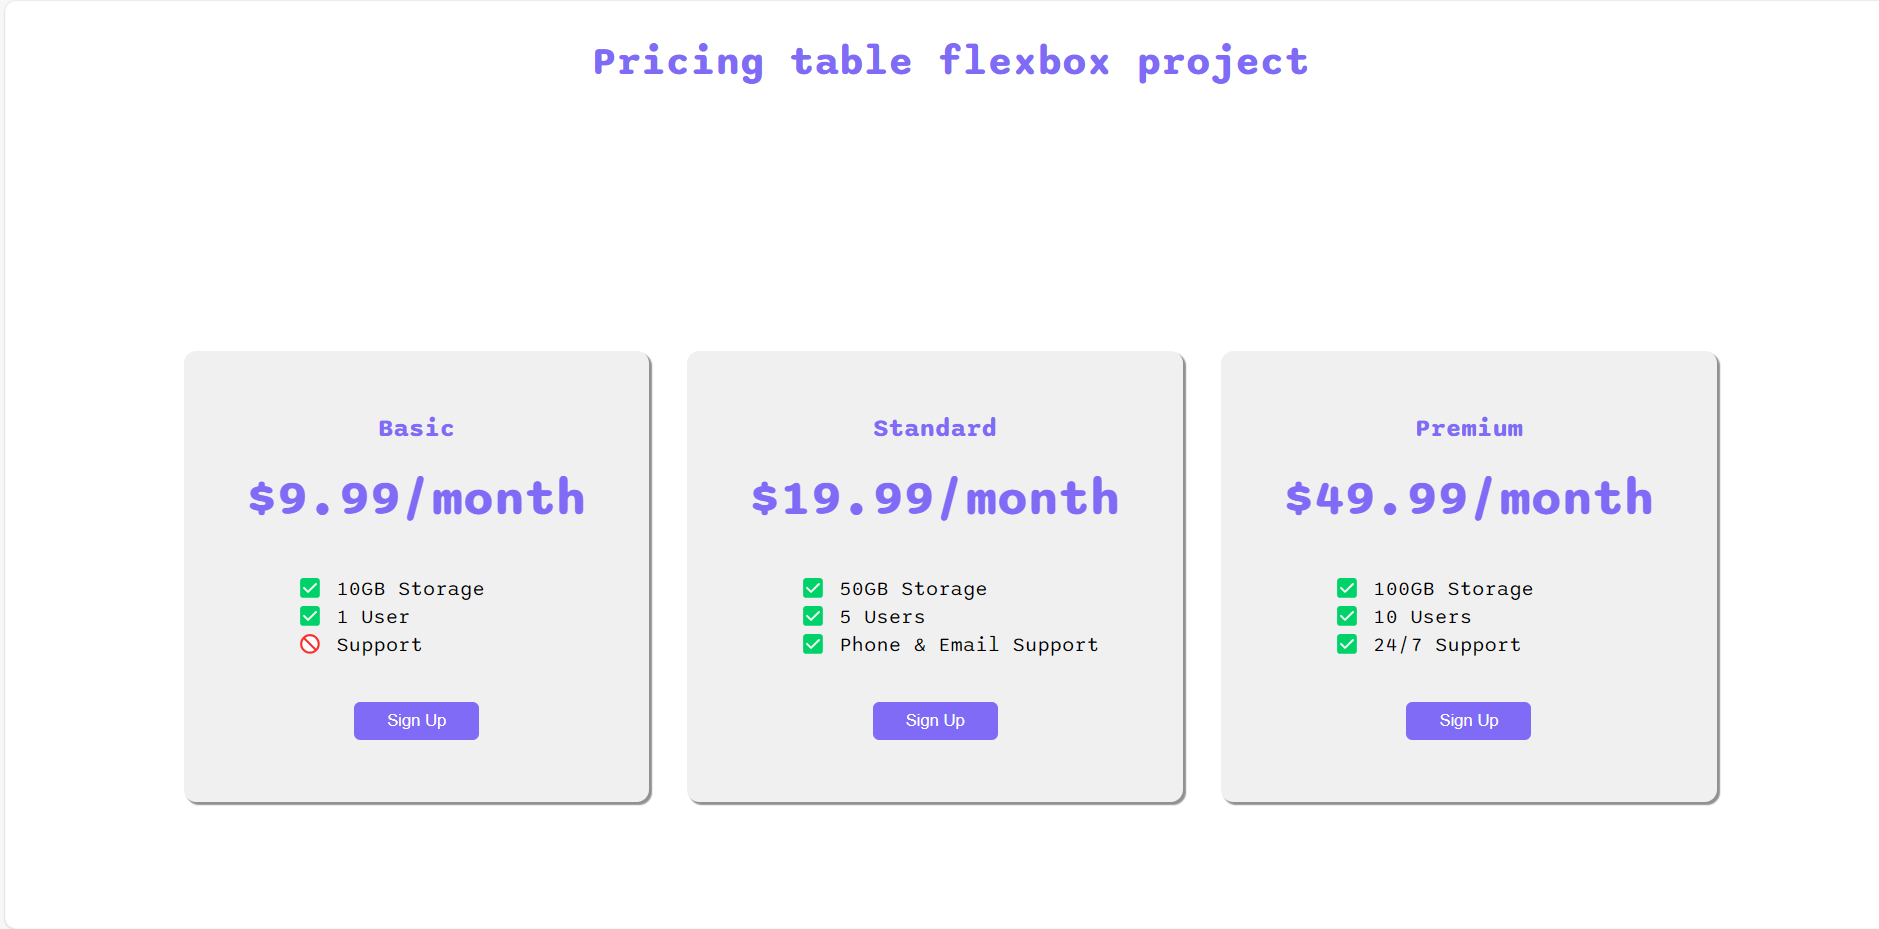 Pricing table flexbox project
Basic
$9.99/month
10GB Storage
1 User
Support
Sign Up
Standard
$19.99/month
50GB Storage
5 Users
Phone & Email Support
Sign Up
Premium
$49.99/month
100GB Storage
10 Users
24/7 Support
Sign Up